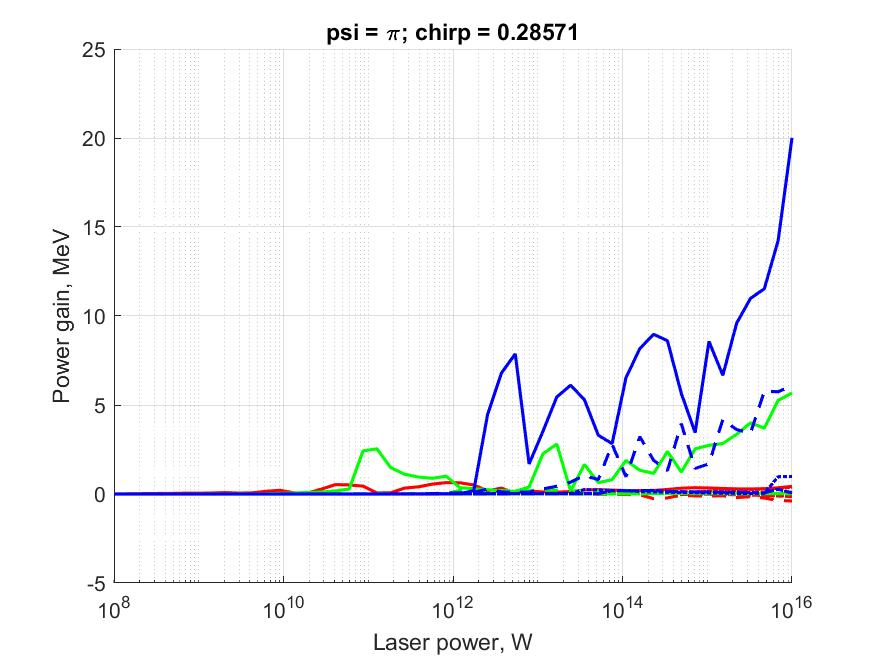 psi = π; chirp = 0.28571
25
20
15
10
5
0
-5
Power gain, MeV
10^8 10^10 10^12 10^14 10^16
Laser power, W